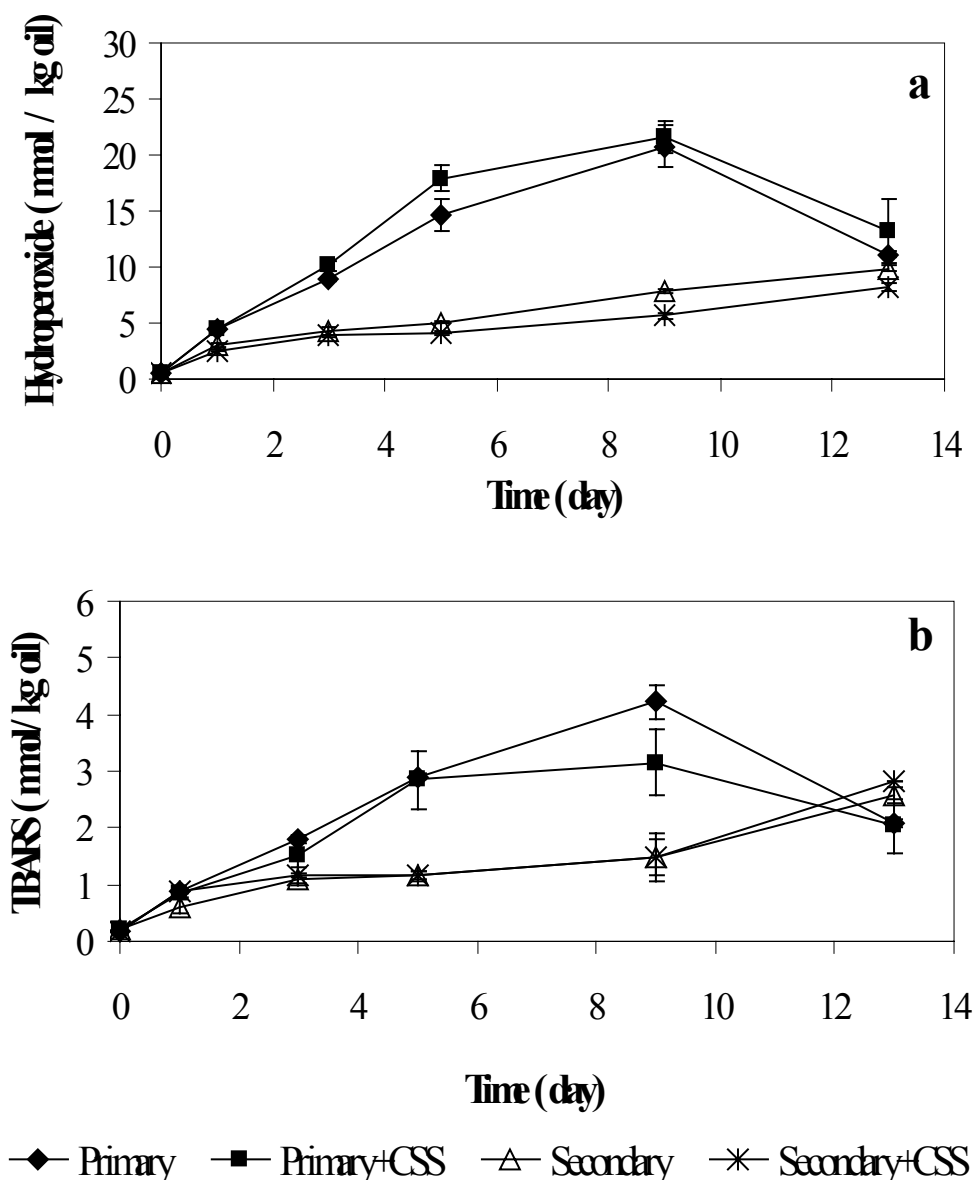 a
Hydroperoxide (mmol / kg oil)
30
25
20
15
10
5
0
0 2 4 6 8 10 12 14
Time (day)
b
TBARS (mmol/kg oil)
6
5
4
3
2
1
0
0 2 4 6 8 10 12 14
Time (day)
Primary Primary+CSS Secondary Secondary+CSS